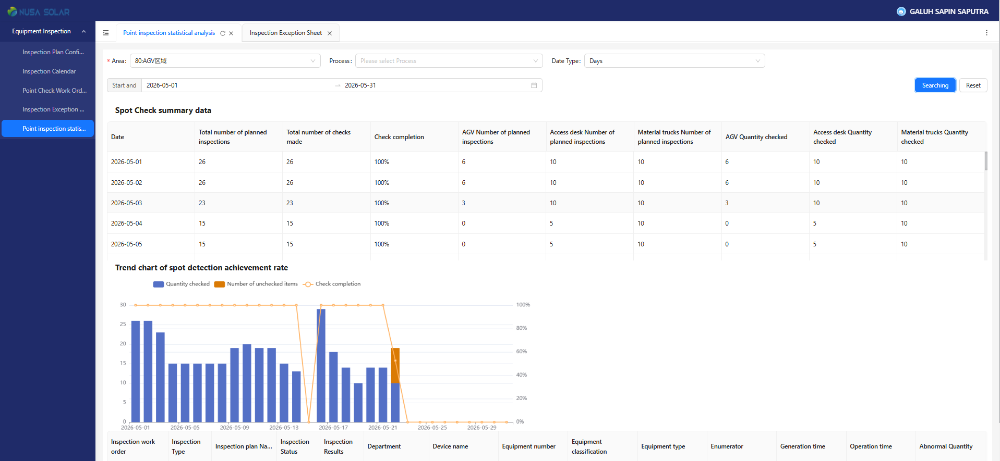 NUSA SOLAR
GALUH SAPIN SAPUTRA
Equipment Inspection
Inspection Plan Confi...
Inspection Calendar
Point Check Work Ord...
Inspection Exception ...
Point inspection statis...
Point inspection statistical analysis
Inspection Exception Sheet
* Area: 80:AGV区域
Process: Please select Process
Date Type: Days
Start and 2026-05-01 → 2026-05-31
Searching
Reset
Spot Check summary data
Date
Total number of planned
inspections
Total number of checks
made
Check completion
AGV Number of planned
inspections
Access desk Number of
planned inspections
Material trucks Number of
planned inspections
AGV Quantity checked
Access desk Quantity
checked
Material trucks Quantity
checked
2026-05-01 26 26 100% 6 10 10 6 10 10
2026-05-02 26 26 100% 6 10 10 6 10 10
2026-05-03 23 23 100% 3 10 10 3 10 10
2026-05-04 15 15 100% 0 5 10 0 5 10
2026-05-05 15 15 100% 0 5 10 0 5 10
Trend chart of spot detection achievement rate
Quantity checked Number of unchecked items Check completion
30 100%
25
80%
20
60%
15
40%
10
20%
5
0 0%
2026-05-01 2026-05-05 2026-05-09 2026-05-13 2026-05-17 2026-05-21 2026-05-25 2026-05-29
Inspection work
order
Inspection
Type
Inspection plan Na...
Inspection
Status
Inspection
Results
Department
Device name
Equipment number
Equipment
classification
Equipment type
Enumerator
Generation time
Operation time
Abnormal Quantity